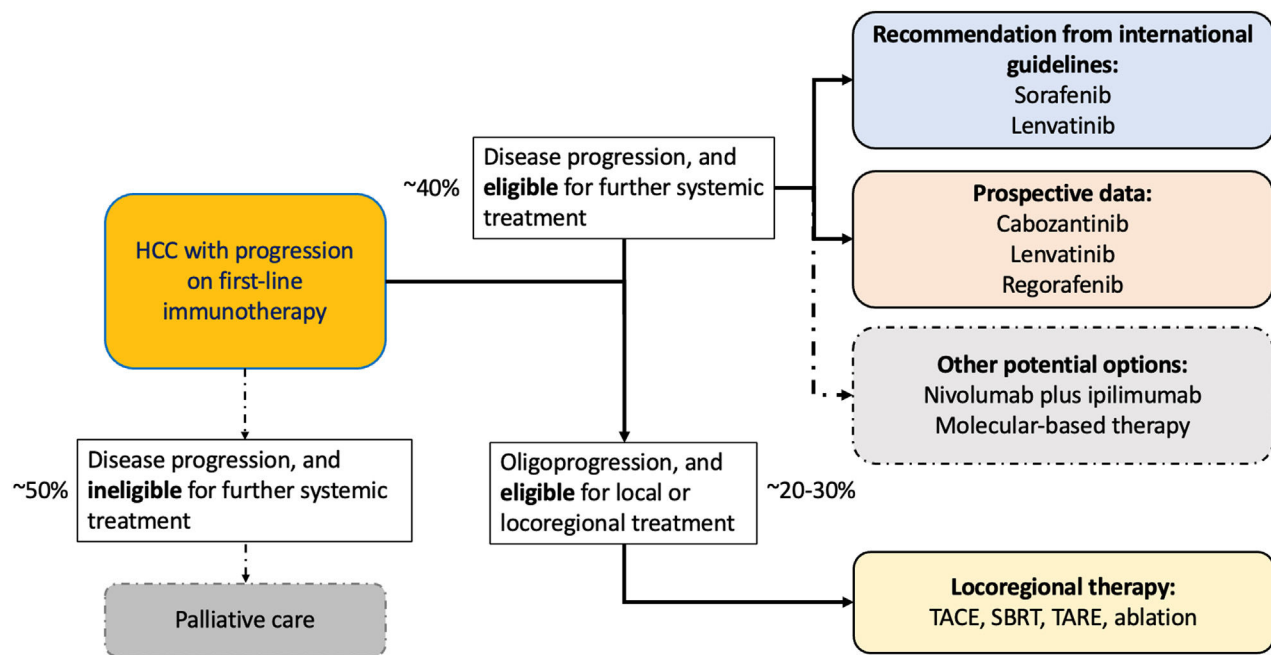 HCC with progression
on first-line
immunotherapy
~50%
Disease progression, and
ineligible for further systemic
treatment
Palliative care
~40%
Disease progression, and
eligible for further systemic
treatment
Oligoprogression, and
eligible for local or
locoregional treatment
~20-30%
Recommendation from international
guidelines:
Sorafenib
Lenvatinib
Prospective data:
Cabozantinib
Lenvatinib
Regorafenib
Other potential options:
Nivolumab plus ipilimumab
Molecular-based therapy
Locoregional therapy:
TACE, SBRT, TARE, ablation